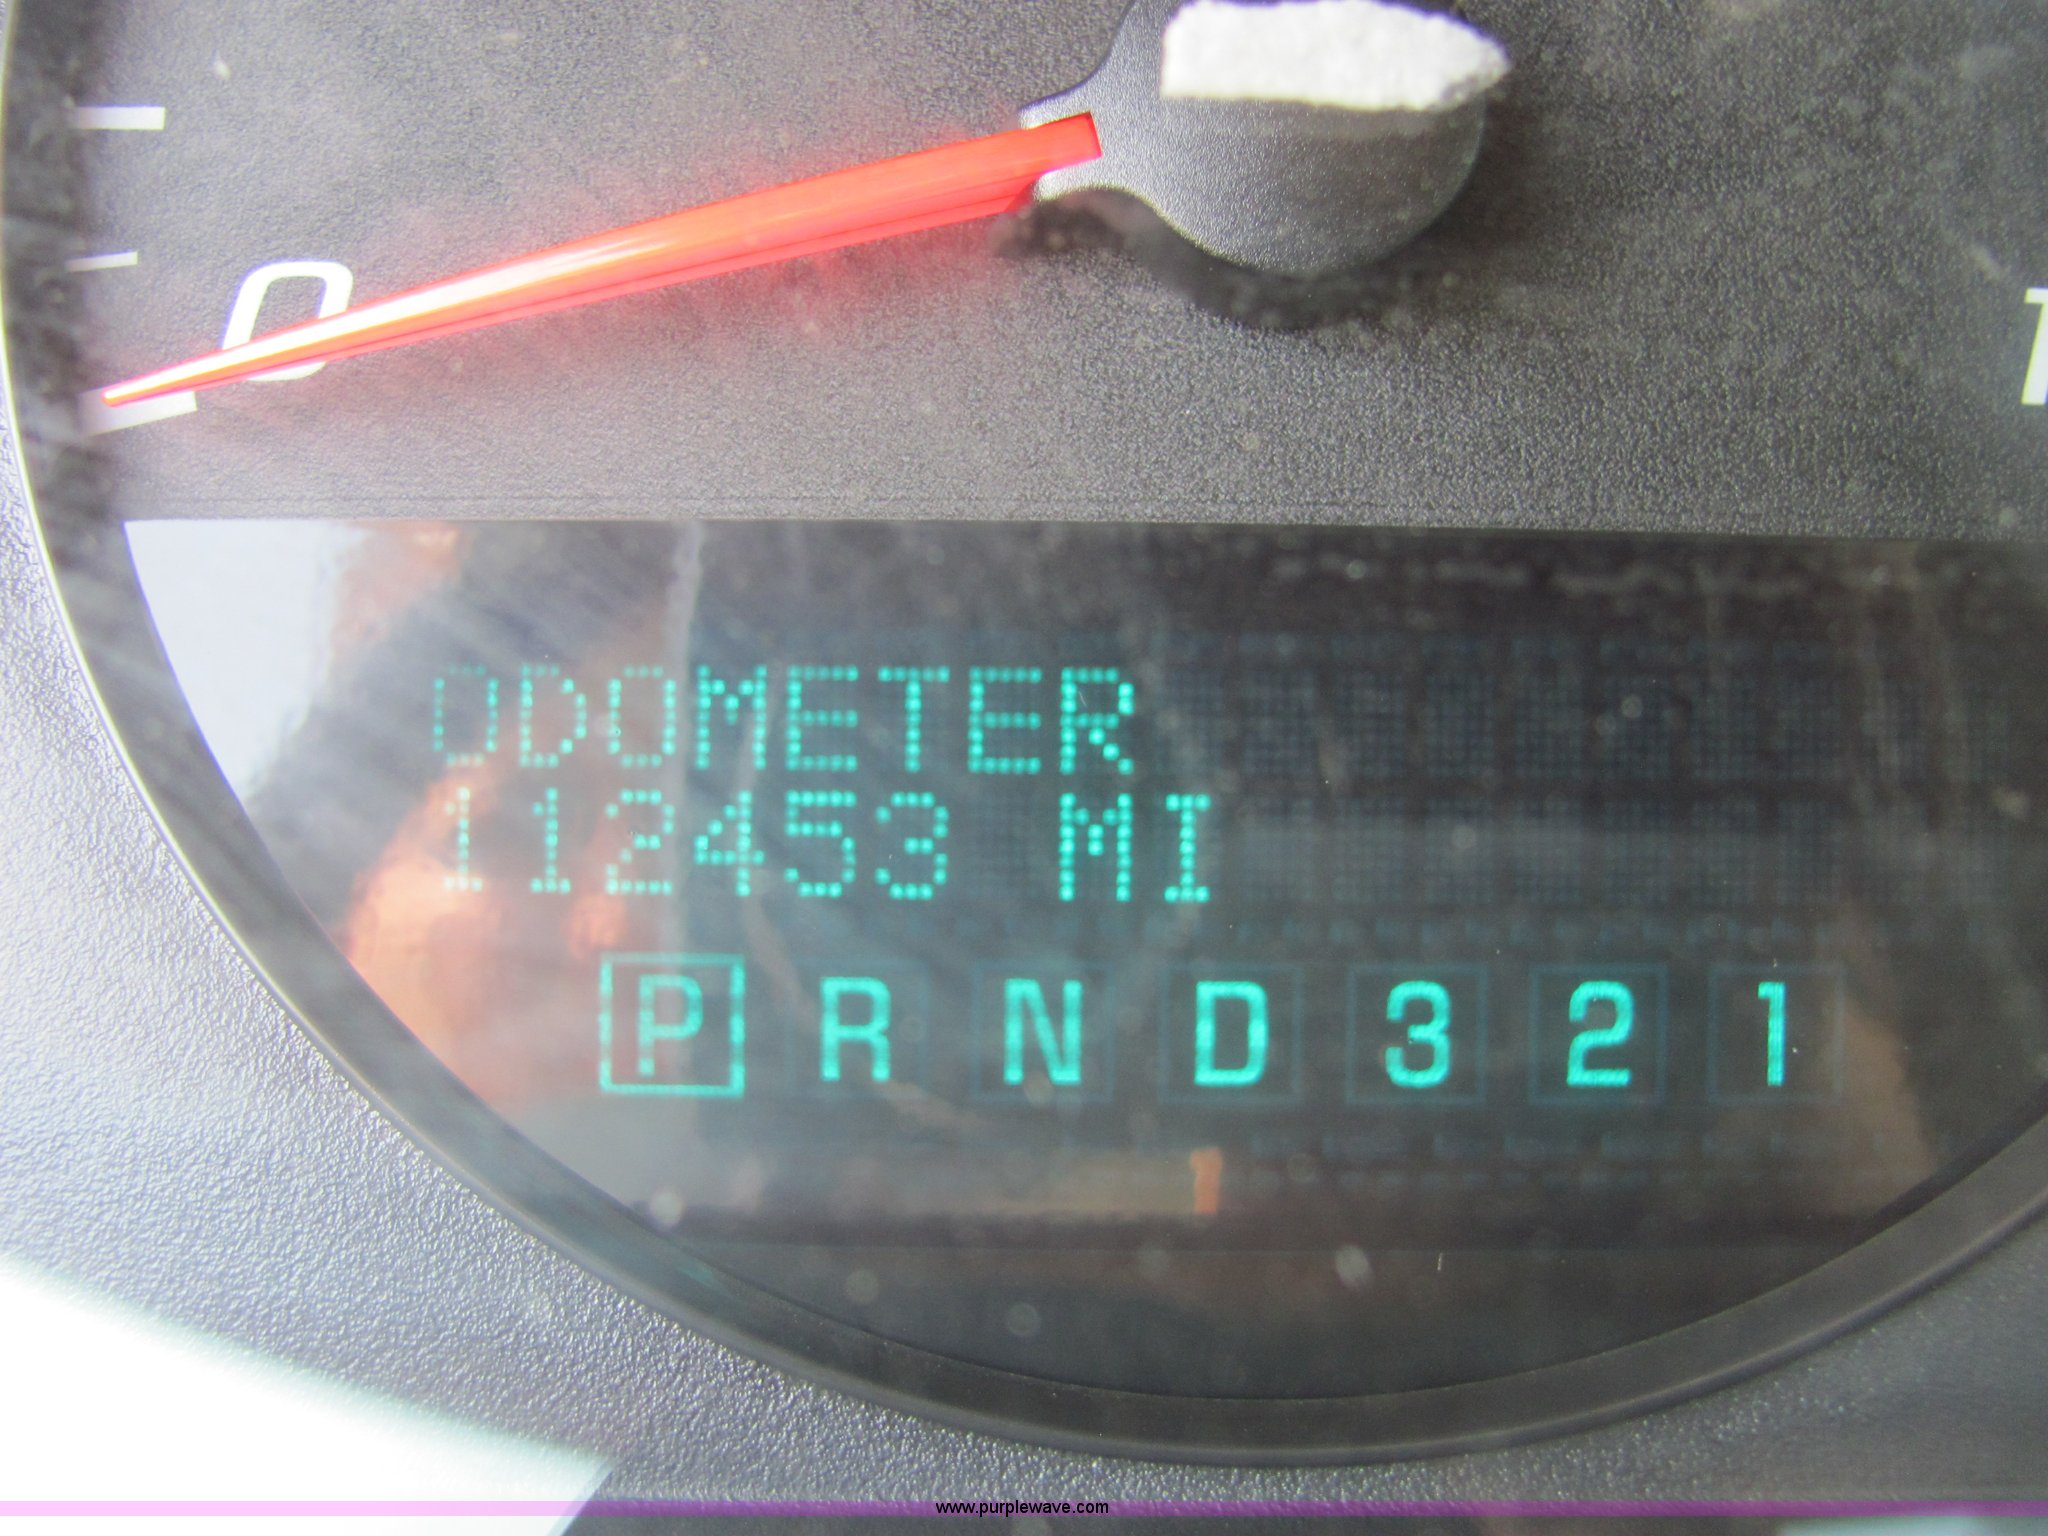 0
ODOMETER
112453 MI
P R N D 3 2 1
www.purplewave.com